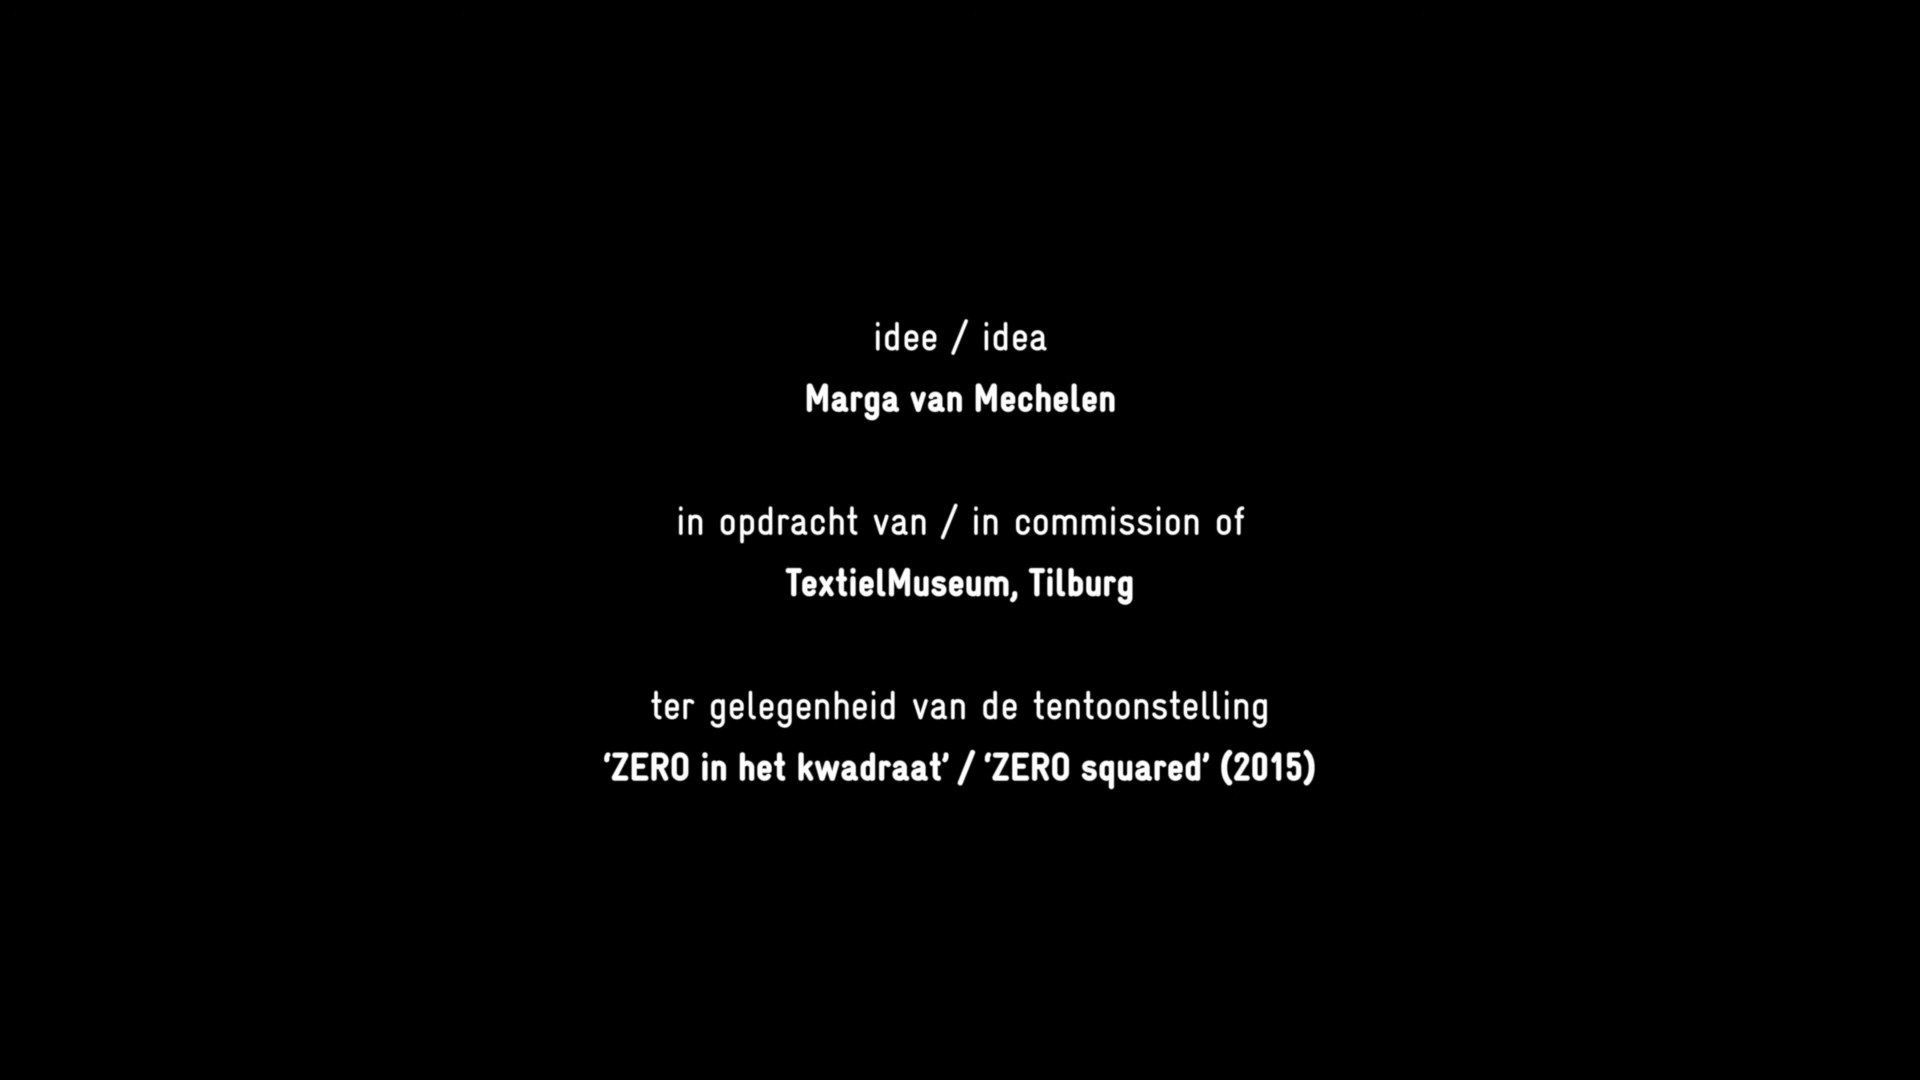 idee / idea
Marga van Mechelen
in opdracht van / in commission of
TextielMuseum, Tilburg
ter gelegenheid van de tentoonstelling
‘ZERO in het kwadraat’ / ‘ZERO squared’ (2015)